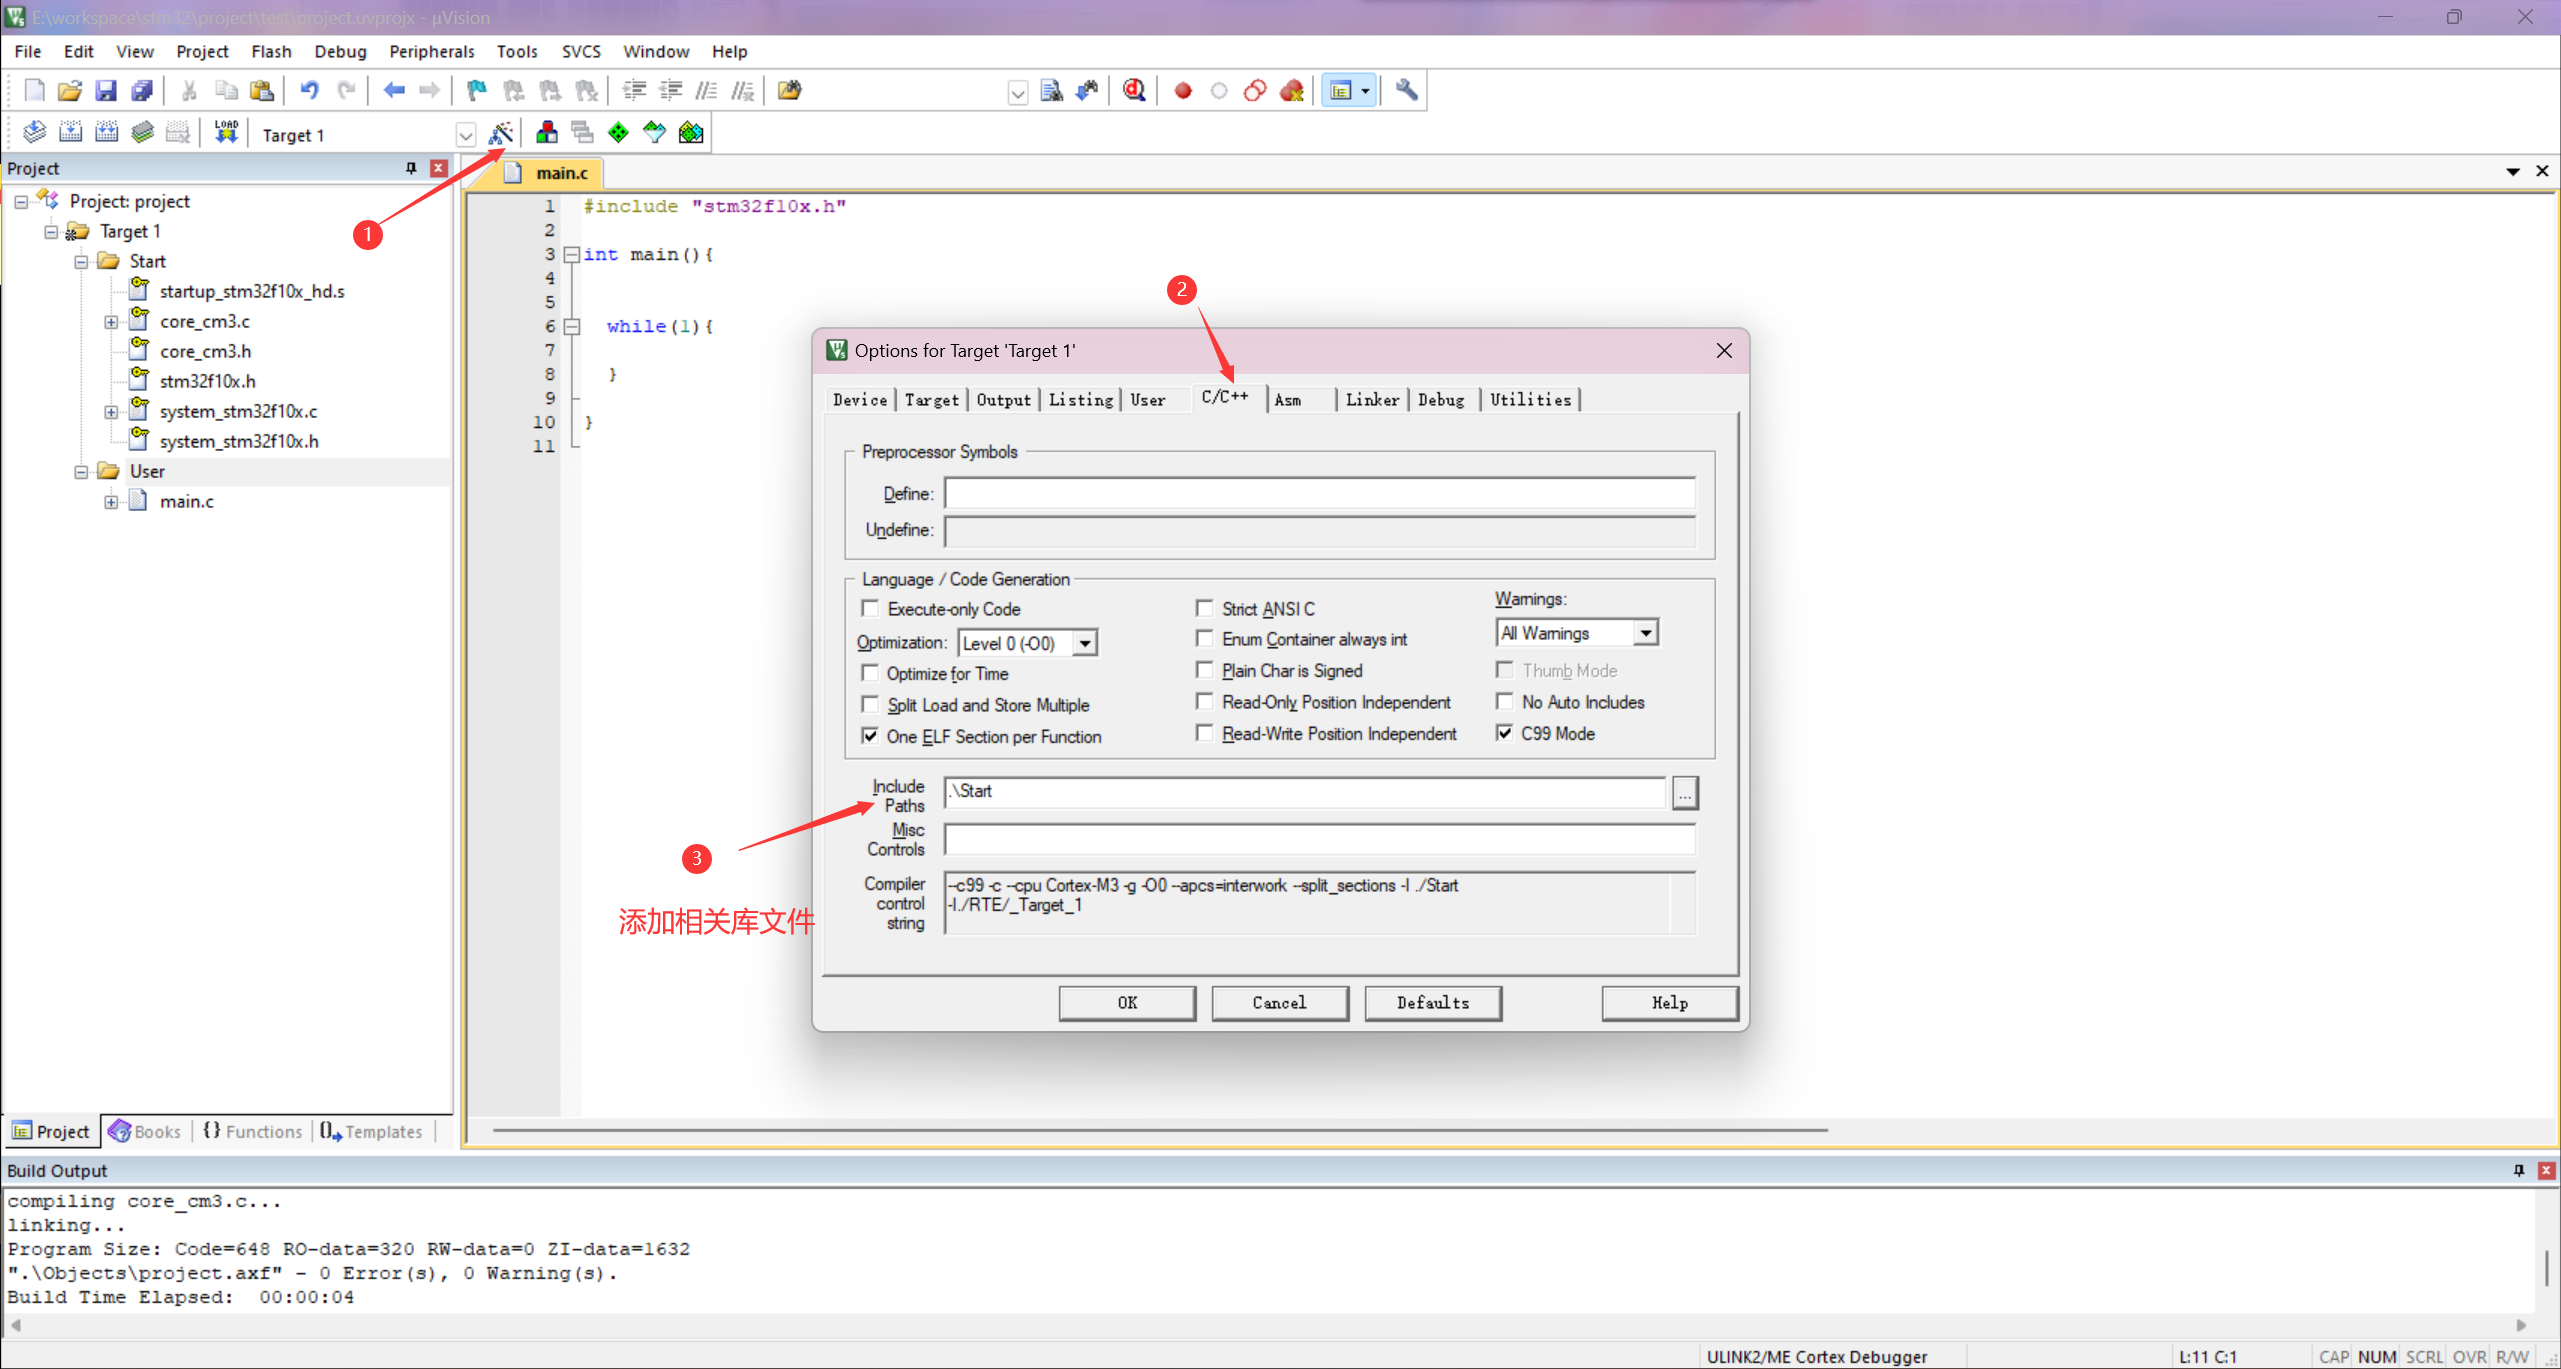 E:\workspace\stm32\project\test\project.uvprojx - µVision
File Edit View Project Flash Debug Peripherals Tools SVCS Window Help
LOAD
Target 1
Project
main.c
Project: project
Target 1
Start
startup_stm32f10x_hd.s
core_cm3.c
core_cm3.h
stm32f10x.h
system_stm32f10x.c
system_stm32f10x.h
User
main.c
1
1 #include "stm32f10x.h"
2
3 int main(){
4
5
6 while(1){
7
8 }
9
10 }
11
2
Options for Target 'Target 1'
Device Target Output Listing User C/C++ Asm Linker Debug Utilities
Preprocessor Symbols
Define:
Undefine:
Language / Code Generation
Execute-only Code
Optimization: Level 0 (-O0)
Optimize for Time
Split Load and Store Multiple
One ELF Section per Function
Strict ANSI C
Enum Container always int
Plain Char is Signed
Read-Only Position Independent
Read-Write Position Independent
Warnings:
All Warnings
Thumb Mode
No Auto Includes
C99 Mode
Include Paths .\Start ...
Misc Controls
Compiler control string
--c99 -c --cpu Cortex-M3 -g -O0 --apcs=interwork --split_sections -I ./Start
-I./RTE/_Target_1
3
添加相关库文件
OK Cancel Defaults Help
Project Books {} Functions Templates
Build Output
compiling core_cm3.c...
linking...
Program Size: Code=648 RO-data=320 RW-data=0 ZI-data=1632
".\Objects\project.axf" - 0 Error(s), 0 Warning(s).
Build Time Elapsed: 00:00:04
ULINK2/ME Cortex Debugger L:11 C:1 CAP NUM SCRL OVR R/W